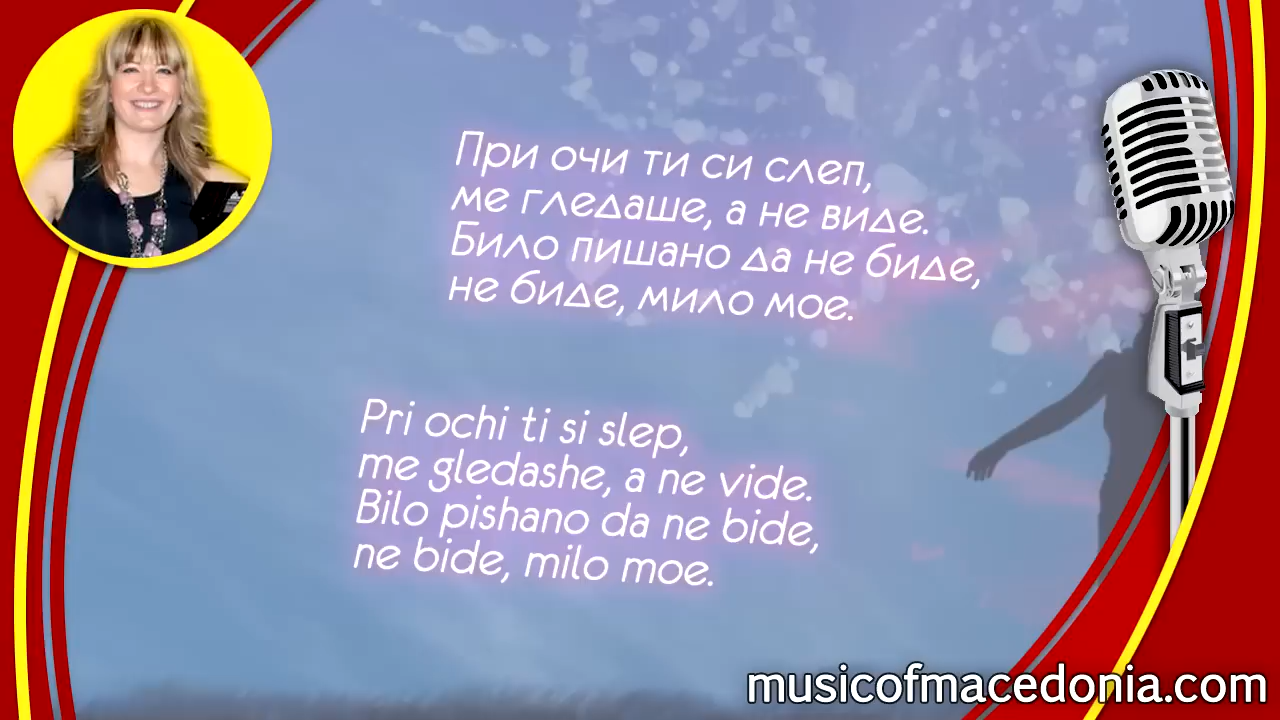 При очи ти си слеп,
ме гледаше, а не виде.
Било пишано да не биде,
не биде, мило мое.
Pri ochi ti si slep,
me gledashe, a ne vide.
Bilo pishano da ne bide,
ne bide, milo moe.
musicofmacedonia.com